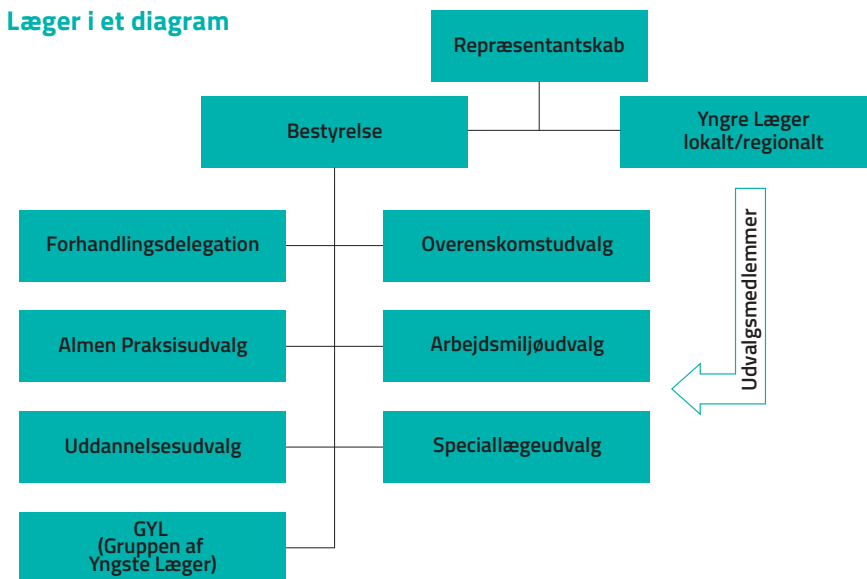 Læger i et diagram
Repræsentantskab
Bestyrelse
Yngre Læger
lokalt/regionalt
Forhandlingsdelegation
Overenskomstudvalg
Udvalgsmedlemmer
Almen Praksisudvalg
Arbejdsmiljøudvalg
Uddannelsesudvalg
Speciallægeudvalg
GYL
(Gruppen af
Yngste Læger)